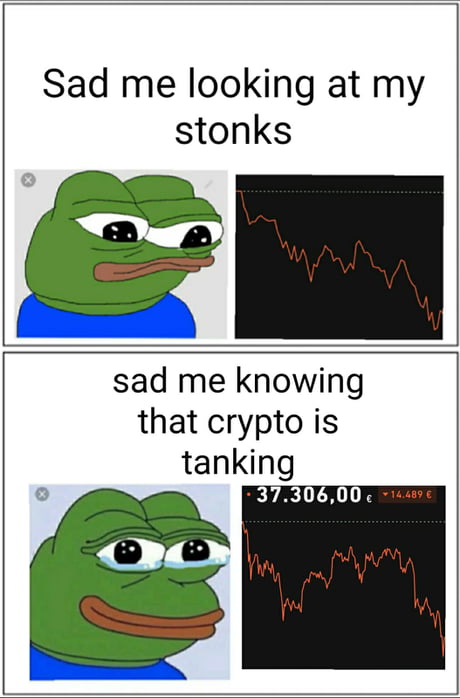 Sad me looking at my
stonks
sad me knowing
that crypto is
tanking
37.306,00 € ▾14.489 €